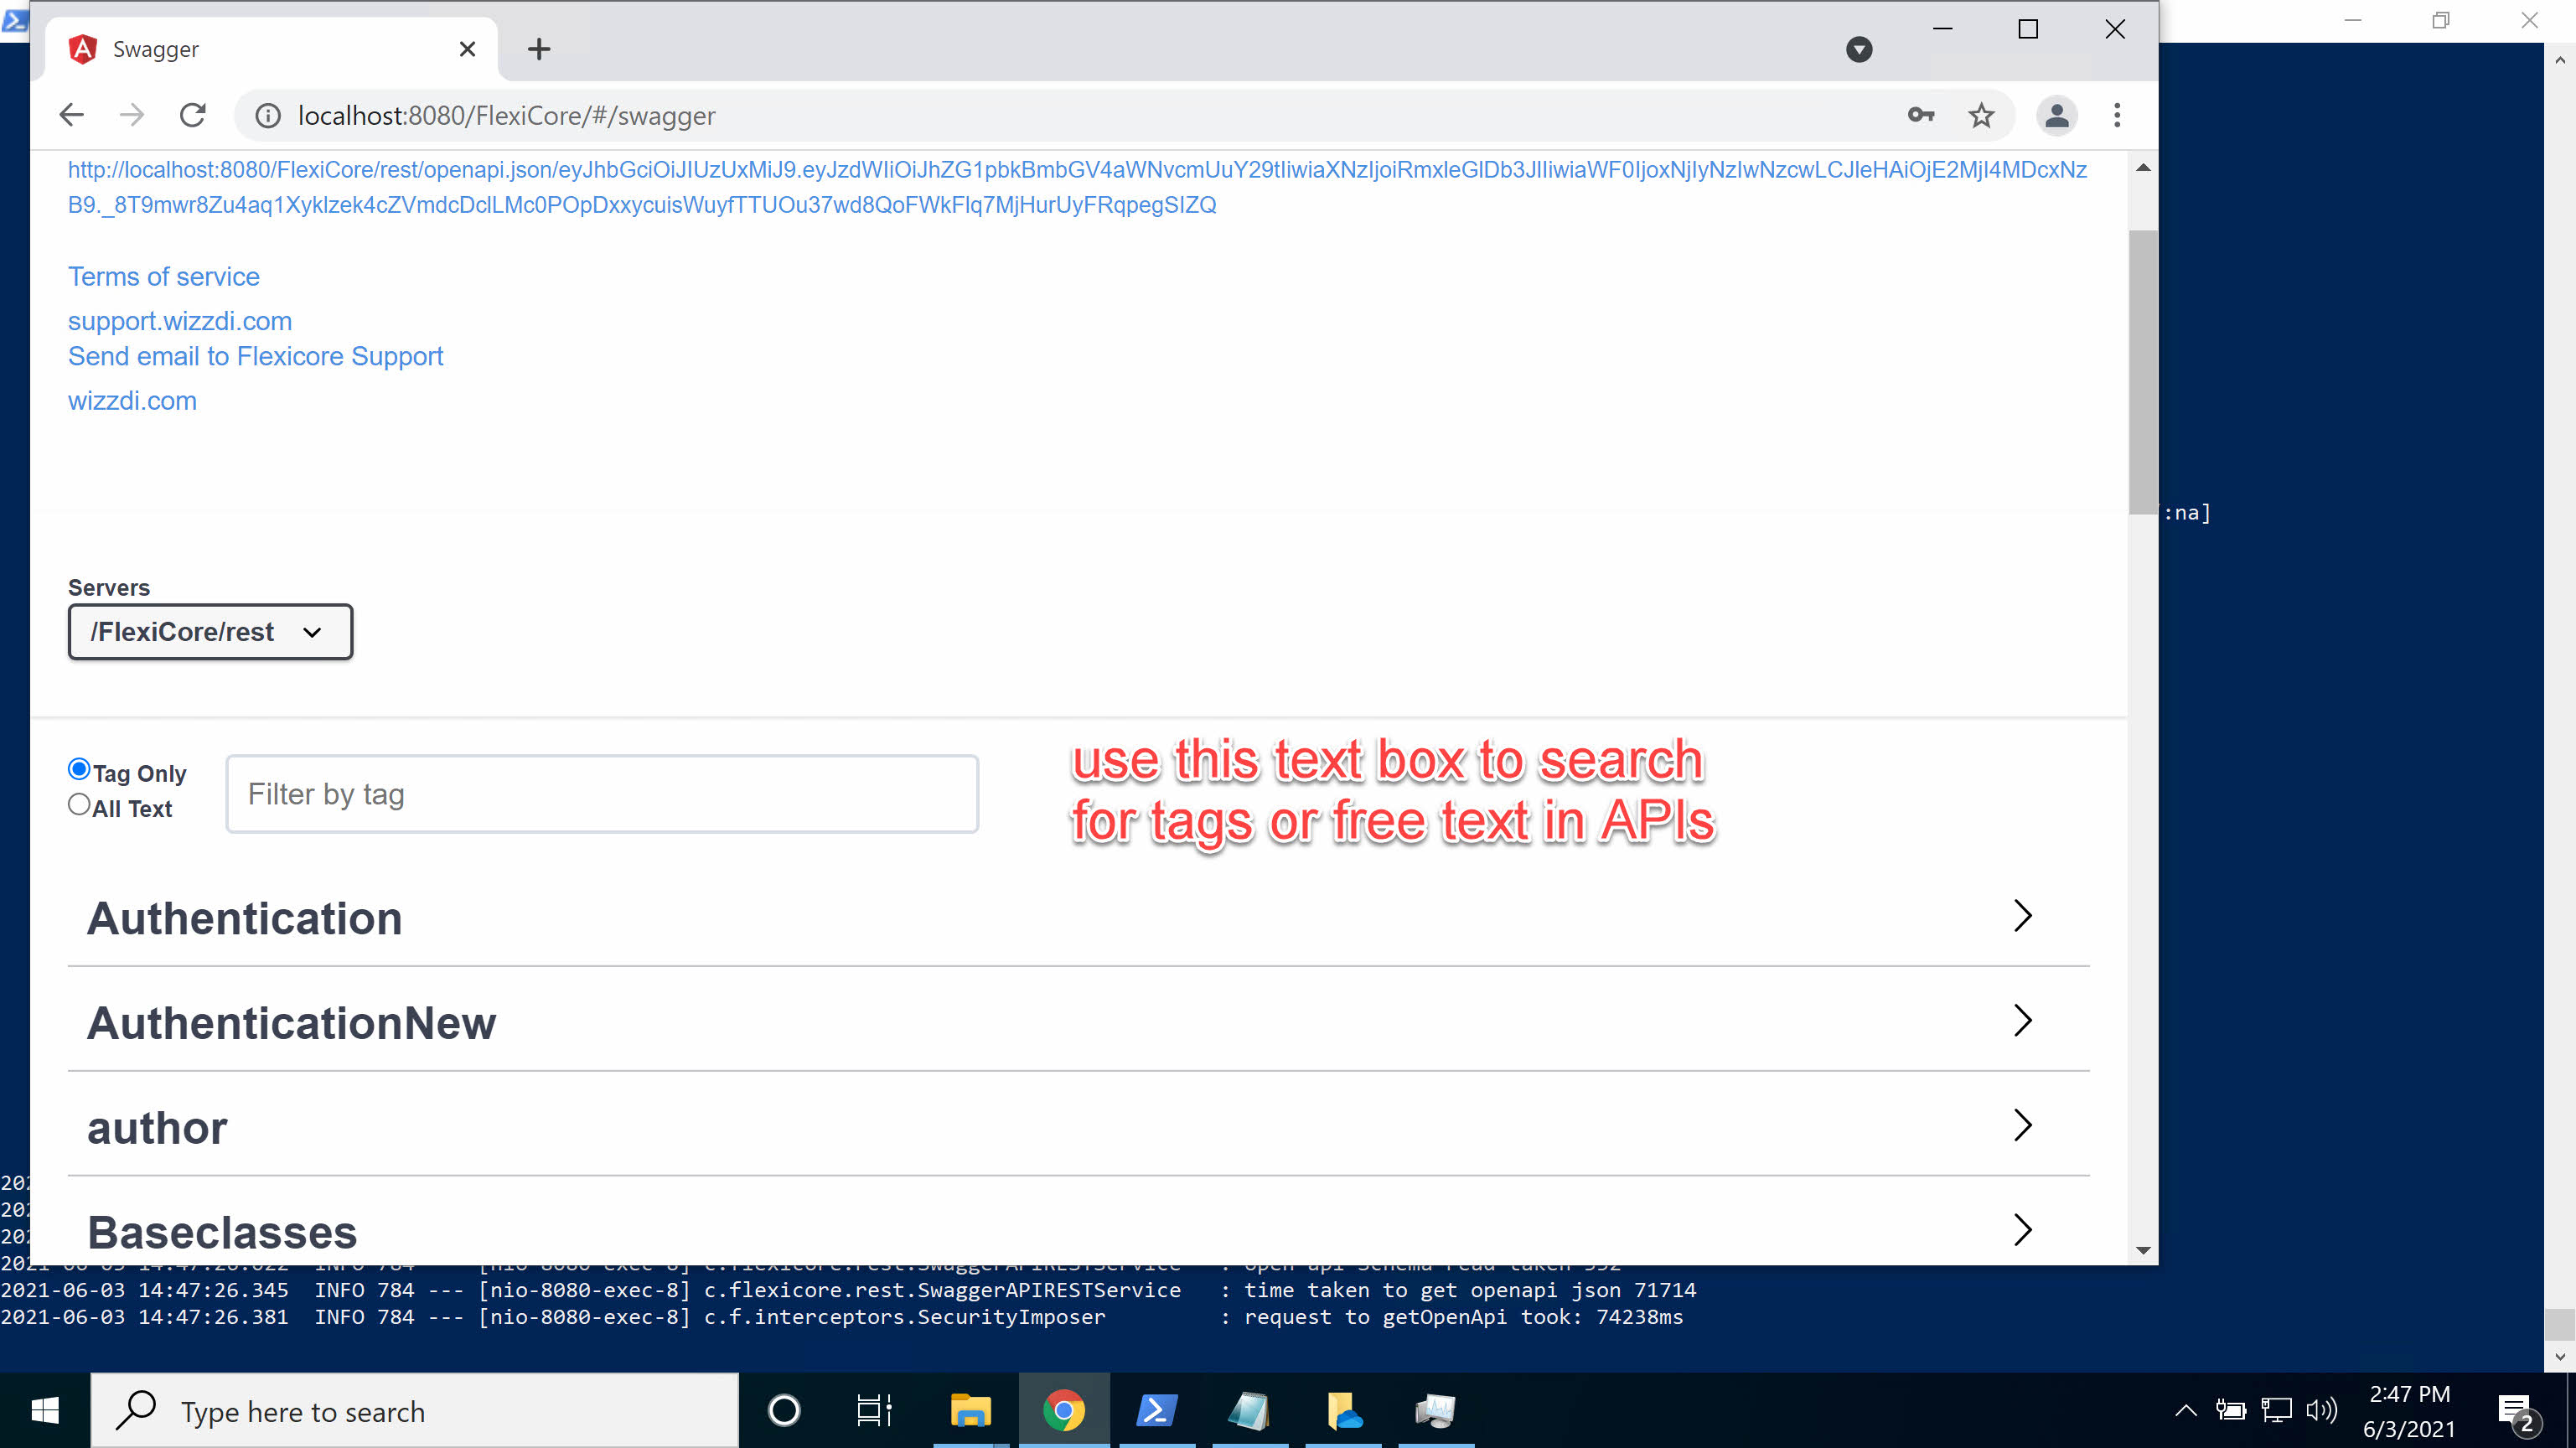 Swagger
localhost:8080/FlexiCore/#/swagger
http://localhost:8080/FlexiCore/rest/openapi.json/eyJhbGciOiJIUzUxMiJ9.eyJzdWIiOiJhZG1pbkBmbGV4aWNvcmUuY29tIiwiaXNzIjoiRmxleGlDb3JlIiwiaWF0IjoxNjIyNzIwNzcwLCJleHAiOjE2MjI4MDcxNz
B9._8T9mwr8Zu4aq1Xyklzek4cZVmdcDclLMc0POpDxxycuisWuyfTTUOu37wd8QoFWkFlq7MjHurUyFRqpegSIZQ
Terms of service
support.wizzdi.com
Send email to Flexicore Support
wizzdi.com
:na]
Servers
/FlexiCore/rest
Tag Only
All Text
Filter by tag
use this text box to search
for tags or free text in APIs
Authentication
AuthenticationNew
author
Baseclasses
2021-06-03 14:47:26.345 INFO 784 --- [nio-8080-exec-8] c.flexicore.rest.SwaggerAPIRESTService : time taken to get openapi json 71714
2021-06-03 14:47:26.381 INFO 784 --- [nio-8080-exec-8] c.f.interceptors.SecurityImposer : request to getOpenApi took: 74238ms
Type here to search
2:47 PM
6/3/2021
2